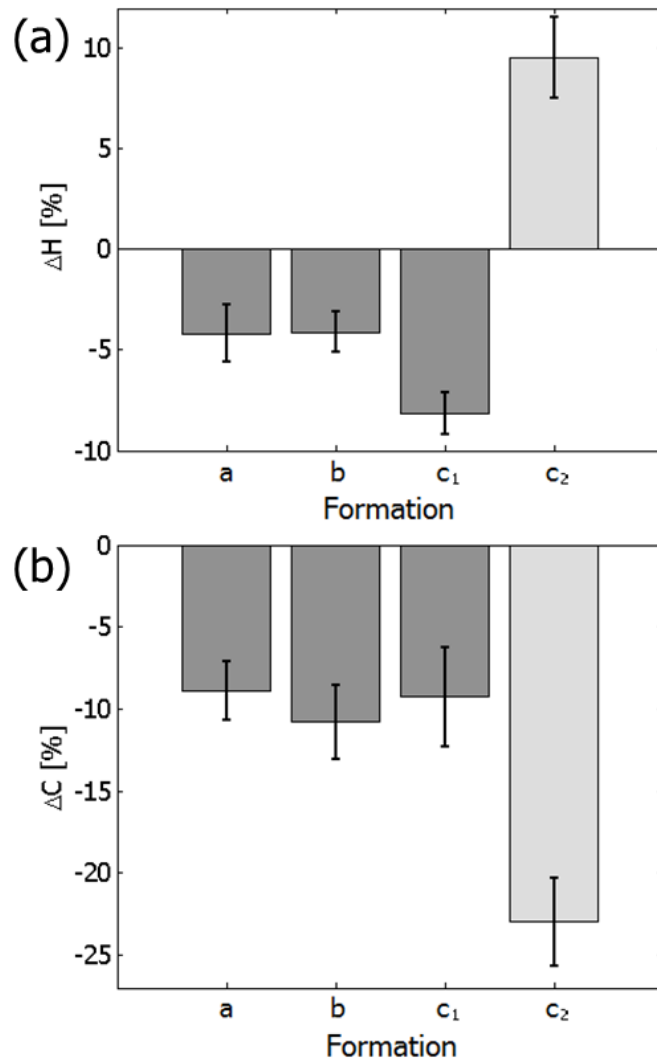 (a)
ΔH [%]
10
5
0
-5
-10
a b c₁ c₂
Formation
(b)
ΔC [%]
0
-5
-10
-15
-20
-25
a b c₁ c₂
Formation